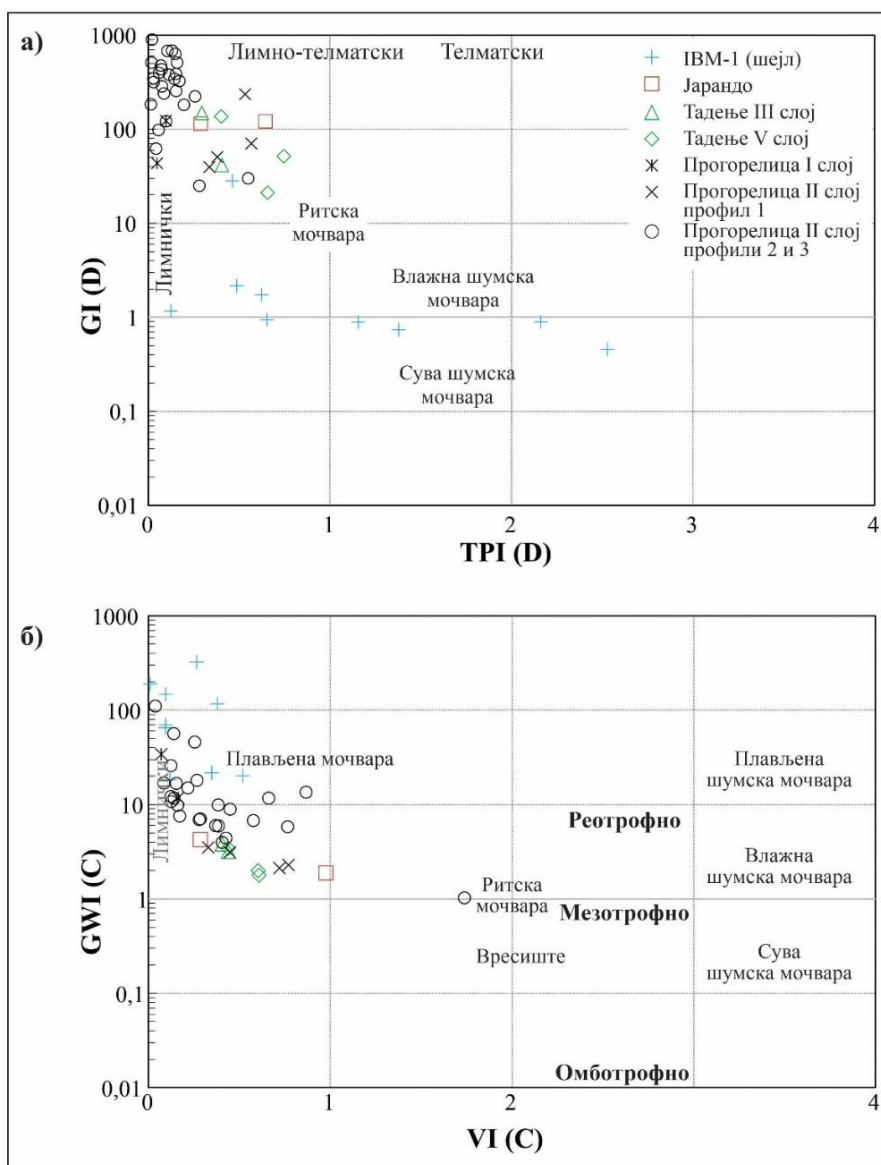 а)
1000
100
10
1
0,1
0,01
GI (D)
Лимно-телматски
Телматски
Лимнички
Ритска
мочвара
Влажна шумска
мочвара
Сува шумска
мочвара
IBM-1 (шејл)
Јарандо
Тадење III слој
Тадење V слој
Прогорелица I слој
Прогорелица II слој
профил 1
Прогорелица II слој
профили 2 и 3
0
1
2
3
4
TPI (D)
б)
1000
100
10
1
0,1
0,01
GWI (C)
Лимнички
Плављена мочвара
Плављена
шумска мочвара
Реотрофно
Влажна
шумска мочвара
Ритска
мочвара
Мезотрофно
Вресиште
Сува
шумска мочвара
Омботрофно
0
1
2
3
4
VI (C)